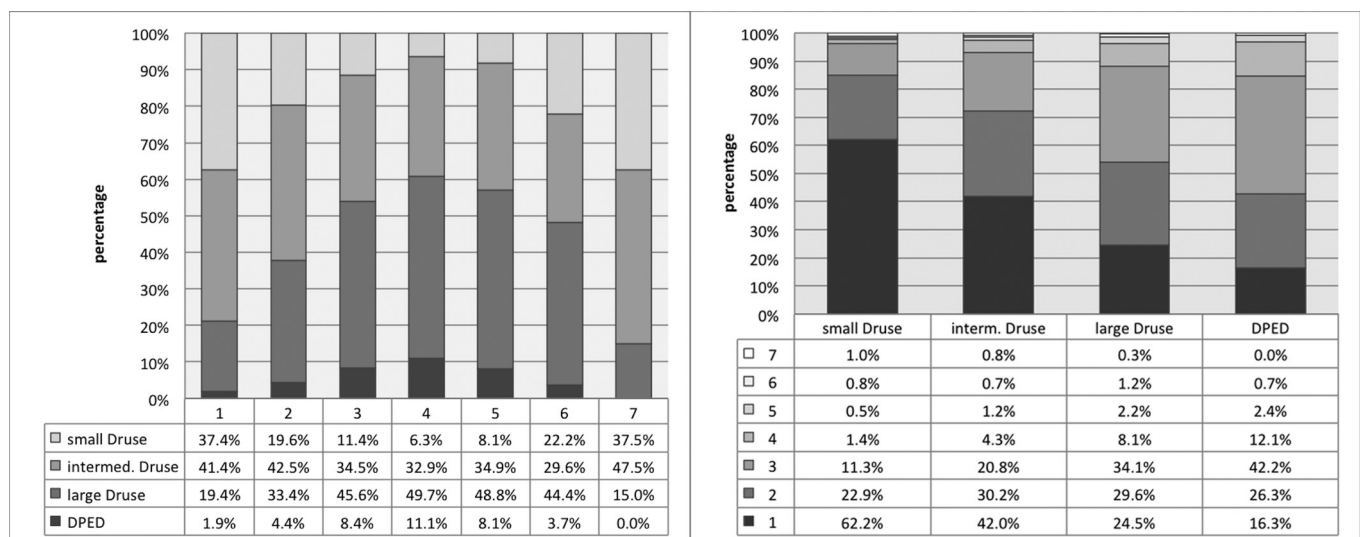 100%
90%
80%
70%
60%
50%
40%
30%
20%
10%
0%
percentage
1 2 3 4 5 6 7
small Druse 37.4% 19.6% 11.4% 6.3% 8.1% 22.2% 37.5%
intermed. Druse 41.4% 42.5% 34.5% 32.9% 34.9% 29.6% 47.5%
large Druse 19.4% 33.4% 45.6% 49.7% 48.8% 44.4% 15.0%
DPED 1.9% 4.4% 8.4% 11.1% 8.1% 3.7% 0.0%
100%
90%
80%
70%
60%
50%
40%
30%
20%
10%
0%
percentage
small Druse interm. Druse large Druse DPED
7 1.0% 0.8% 0.3% 0.0%
6 0.8% 0.7% 1.2% 0.7%
5 0.5% 1.2% 2.2% 2.4%
4 1.4% 4.3% 8.1% 12.1%
3 11.3% 20.8% 34.1% 42.2%
2 22.9% 30.2% 29.6% 26.3%
1 62.2% 42.0% 24.5% 16.3%